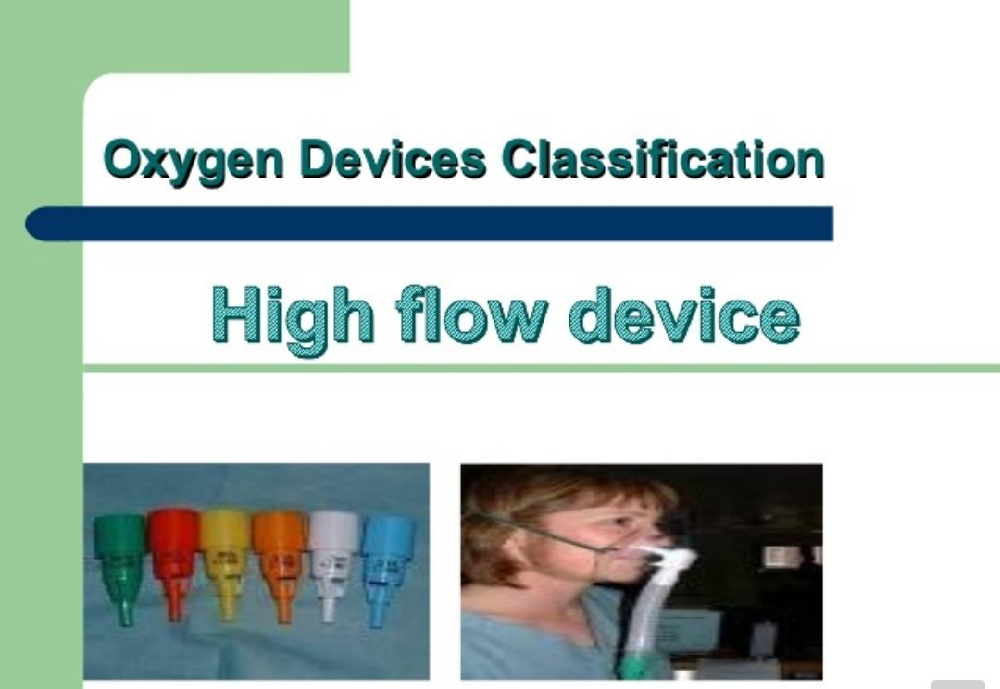 Oxygen Devices Classification
High flow device